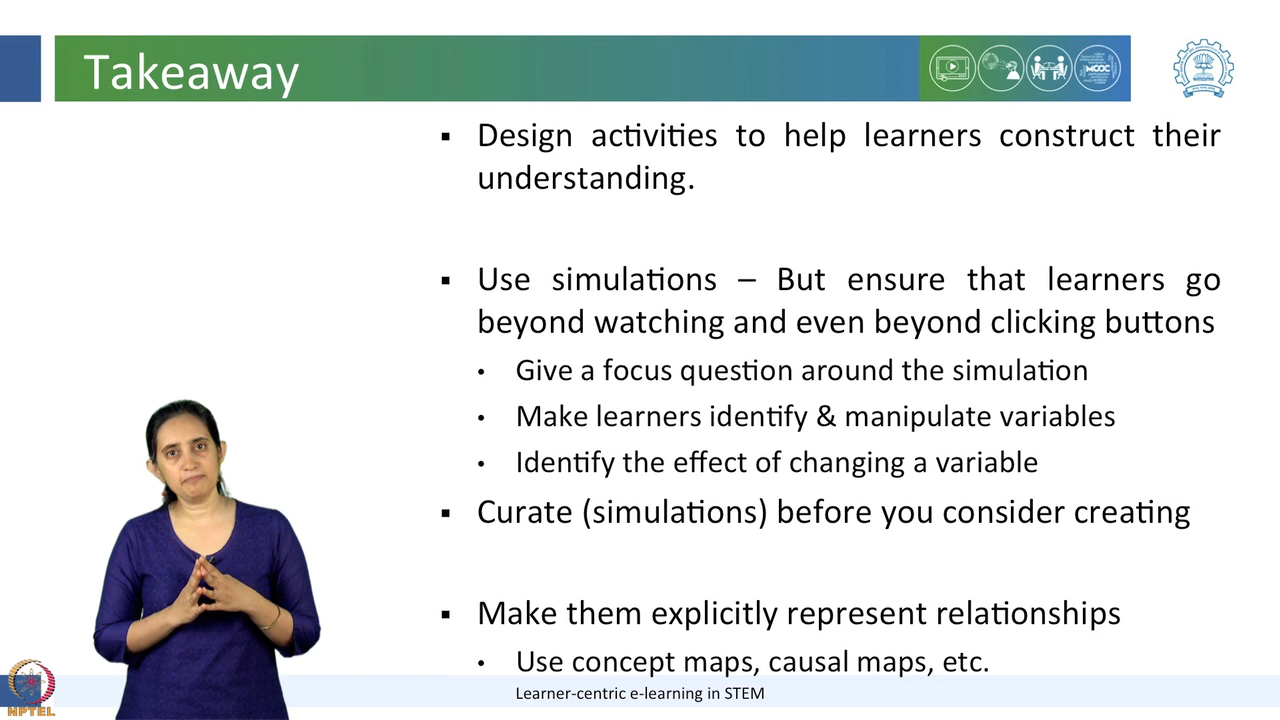 Takeaway
MOOC
▪ Design activities to help learners construct their
understanding.
▪ Use simulations – But ensure that learners go
beyond watching and even beyond clicking buttons
• Give a focus question around the simulation
• Make learners identify & manipulate variables
• Identify the effect of changing a variable
▪ Curate (simulations) before you consider creating
▪ Make them explicitly represent relationships
• Use concept maps, causal maps, etc.
Learner-centric e-learning in STEM
NPTEL